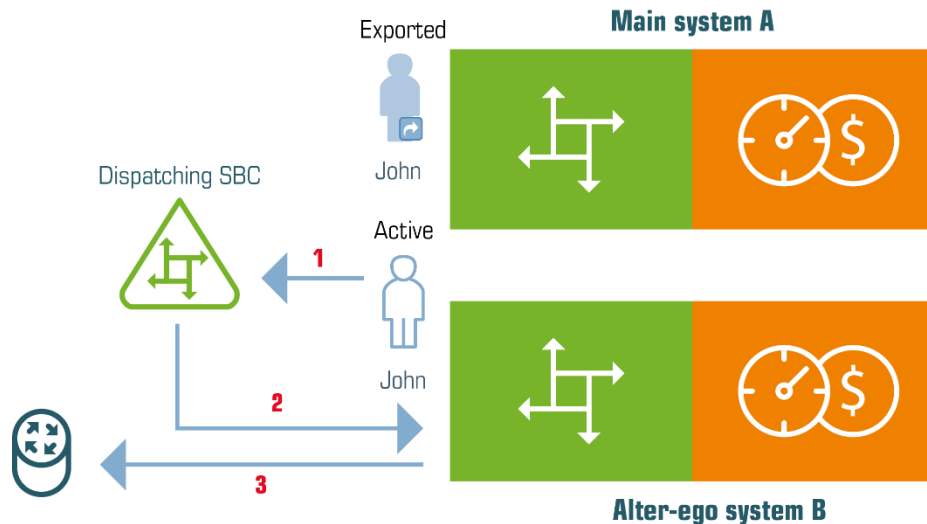 Main system A
Exported
John
Dispatching SBC
Active
1
John
2
3
Alter-ego system B
$
$